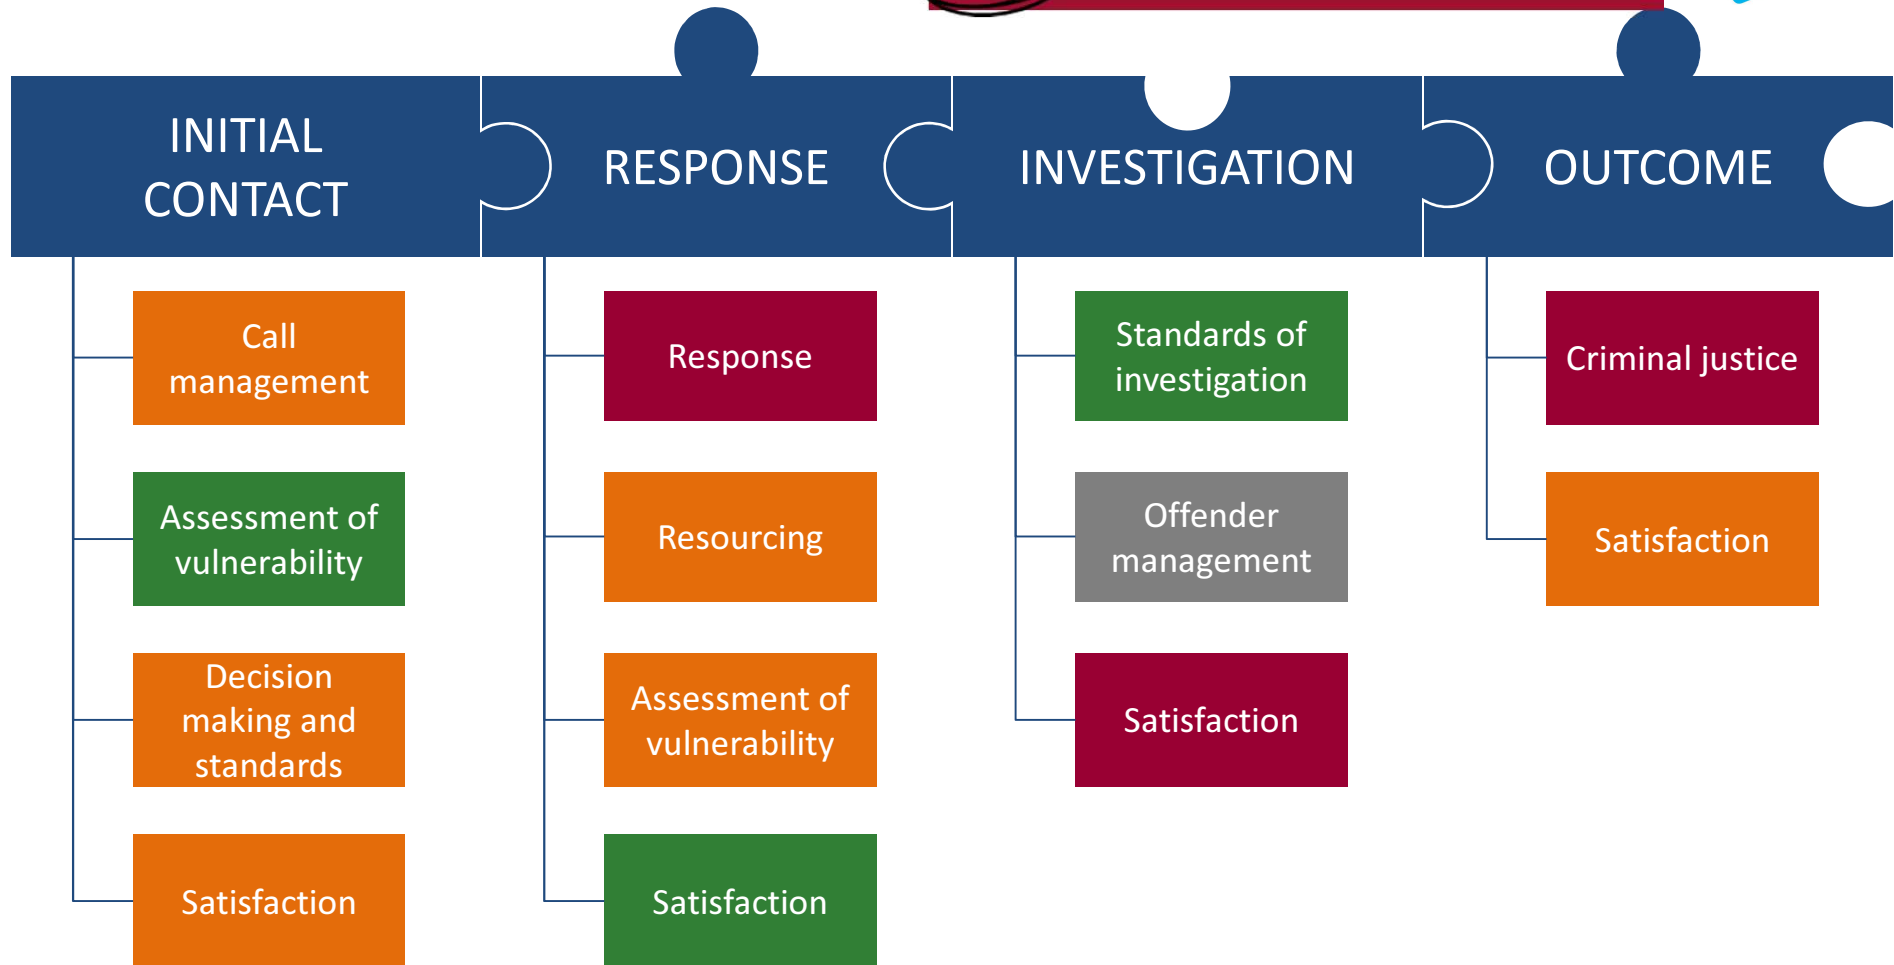 INITIAL
CONTACT
RESPONSE
INVESTIGATION
OUTCOME
Call
management
Assessment of
vulnerability
Decision
making and
standards
Satisfaction
Response
Resourcing
Assessment of
vulnerability
Satisfaction
Standards of
investigation
Offender
management
Satisfaction
Criminal justice
Satisfaction